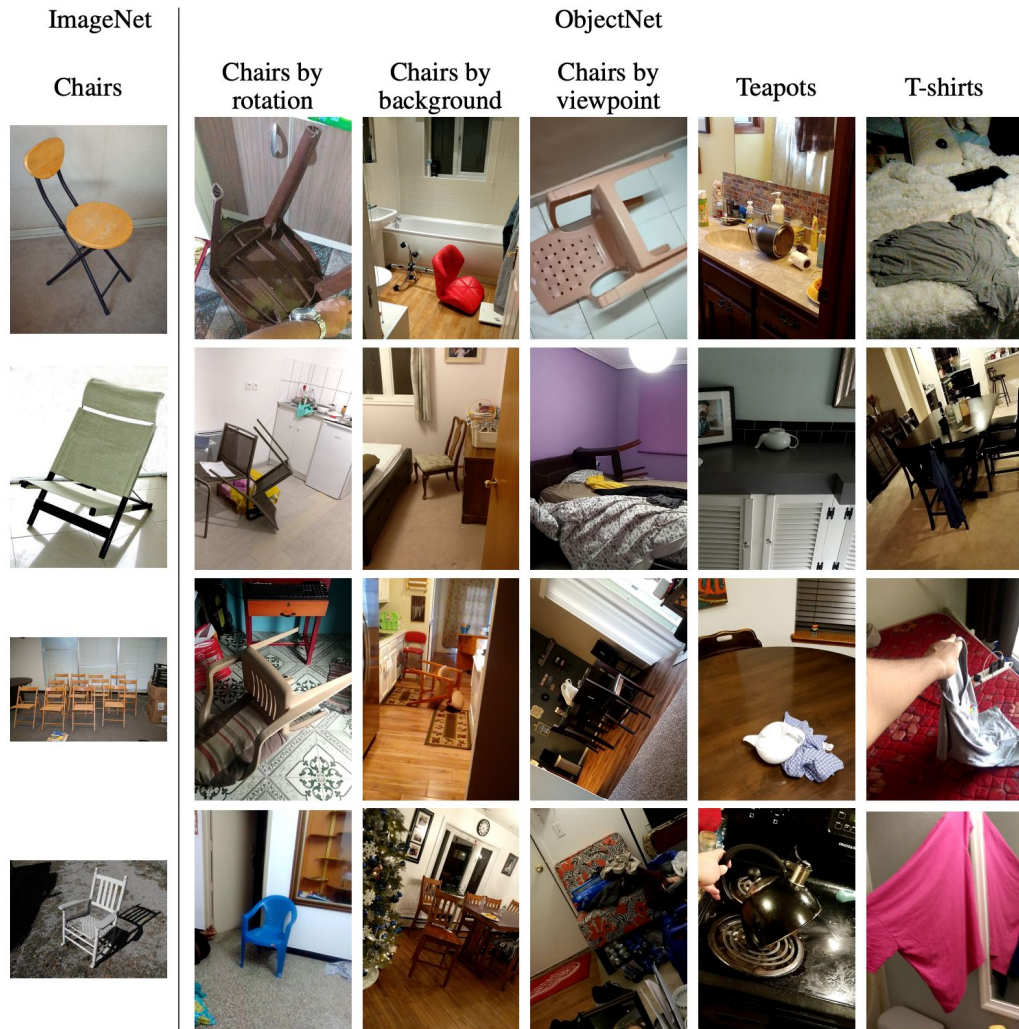 ImageNet
ObjectNet
Chairs
Chairs by
rotation
Chairs by
background
Chairs by
viewpoint
Teapots
T-shirts